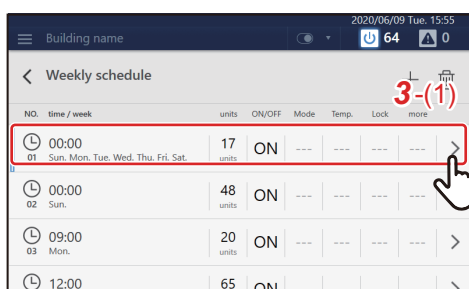 2020/06/09 Tue. 15:55
Building name 64 0
Weekly schedule
3-(1)
NO. time / week units ON/OFF Mode Temp. Lock more
00:00 17 ON --- --- --- ---
01 Sun. Mon. Tue. Wed. Thu. Fri. Sat. units
00:00 48 ON --- --- --- ---
02 Sun. units
09:00 20 ON --- --- --- ---
03 Mon. units
12:00 65 ON